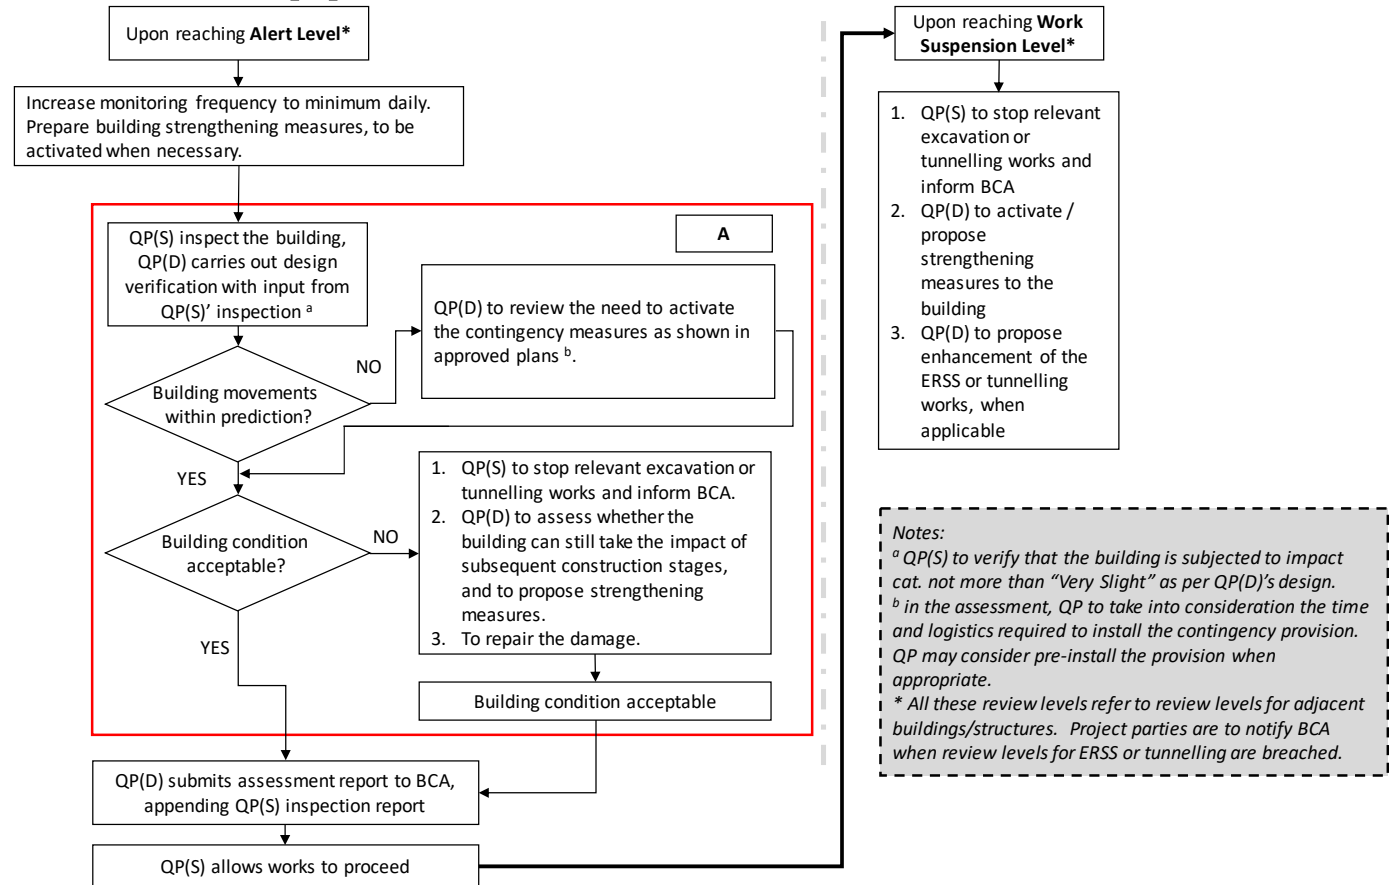 Upon reaching Alert Level*
Increase monitoring frequency to minimum daily.
Prepare building strengthening measures, to be
activated when necessary.
A
QP(S) inspect the building,
QP(D) carries out design
verification with input from
QP(S)’ inspection a
Building movements
within prediction?
NO
QP(D) to review the need to activate
the contingency measures as shown in
approved plans b.
YES
Building condition
acceptable?
NO
1. QP(S) to stop relevant excavation or
tunnelling works and inform BCA.
2. QP(D) to assess whether the
building can still take the impact of
subsequent construction stages,
and to propose strengthening
measures.
3. To repair the damage.
YES
Building condition acceptable
QP(D) submits assessment report to BCA,
appending QP(S) inspection report
QP(S) allows works to proceed
Upon reaching Work
Suspension Level*
1. QP(S) to stop relevant
excavation or
tunnelling works and
inform BCA
2. QP(D) to activate /
propose
strengthening
measures to the
building
3. QP(D) to propose
enhancement of the
ERSS or tunnelling
works, when
applicable
Notes:
a QP(S) to verify that the building is subjected to impact
cat. not more than “Very Slight” as per QP(D)’s design.
b in the assessment, QP to take into consideration the time
and logistics required to install the contingency provision.
QP may consider pre-install the provision when
appropriate.
* All these review levels refer to review levels for adjacent
buildings/structures. Project parties are to notify BCA
when review levels for ERSS or tunnelling are breached.